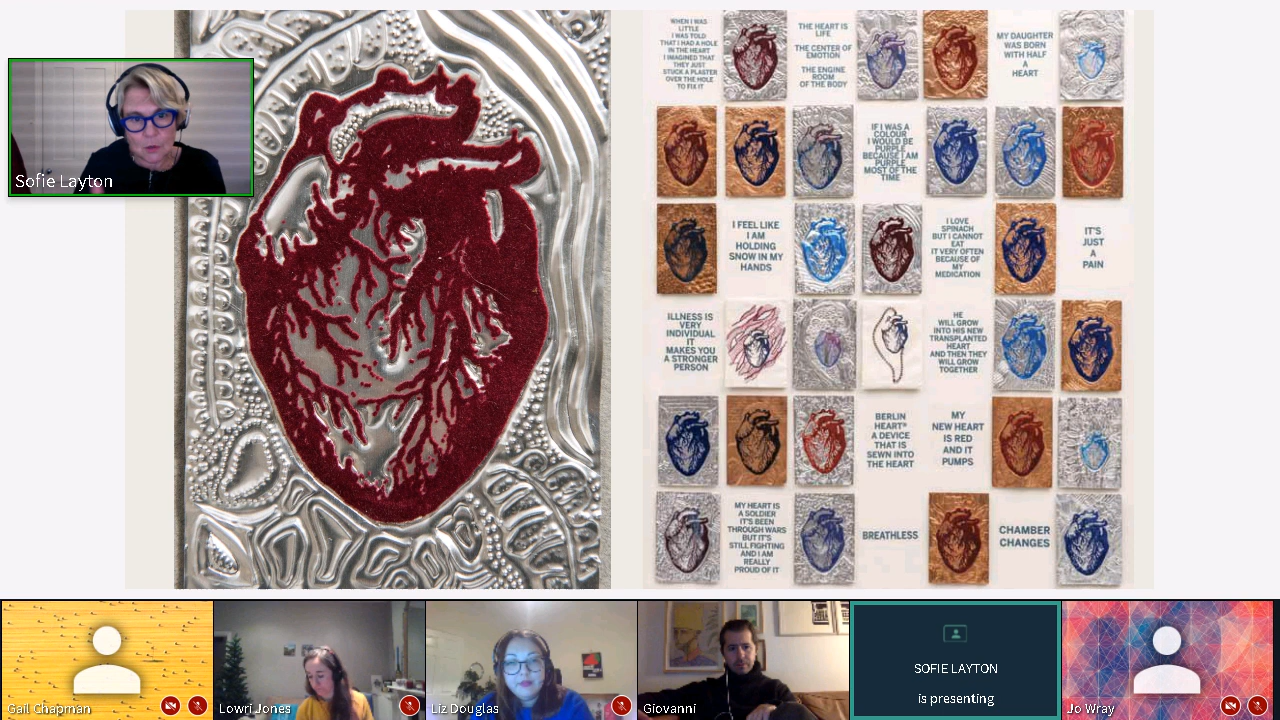 Sofie Layton
WHEN I WAS
LITTLE
I WAS TOLD
THAT I HAD A HOLE
IN THE HEART
I IMAGINED THAT
THEY JUST
STUCK A PLASTER
OVER THE HOLE
TO FIX IT
THE HEART IS
LIFE
THE CENTER OF
EMOTION
THE ENGINE
ROOM
OF THE BODY
MY DAUGHTER
WAS BORN
WITH HALF
A
HEART
IF I WAS A
COLOUR
I WOULD BE
PURPLE
BECAUSE I AM
PURPLE
MOST OF THE
TIME
I FEEL LIKE
I AM
HOLDING
SNOW IN MY
HANDS
I LOVE
SPINACH
BUT I CANNOT
EAT
IT VERY OFTEN
BECAUSE OF
MY
MEDICATION
IT'S
JUST
A
PAIN
ILLNESS IS
VERY
INDIVIDUAL
IT
MAKES YOU
A STRONGER
PERSON
HE
WILL GROW
INTO HIS NEW
TRANSPLANTED
HEART
AND THEN THEY
WILL GROW
TOGETHER
BERLIN
HEART®
A DEVICE
THAT IS
SEWN INTO
THE HEART
MY
NEW HEART
IS RED
AND IT
PUMPS
MY HEART IS
A SOLDIER
IT'S BEEN
THROUGH WARS
BUT IT'S
STILL FIGHTING
AND I AM
REALLY
PROUD OF IT
BREATHLESS
CHAMBER
CHANGES
Gail Chapman
Lowri Jones
Liz Douglas
Giovanni
SOFIE LAYTON
is presenting
Jo Wray